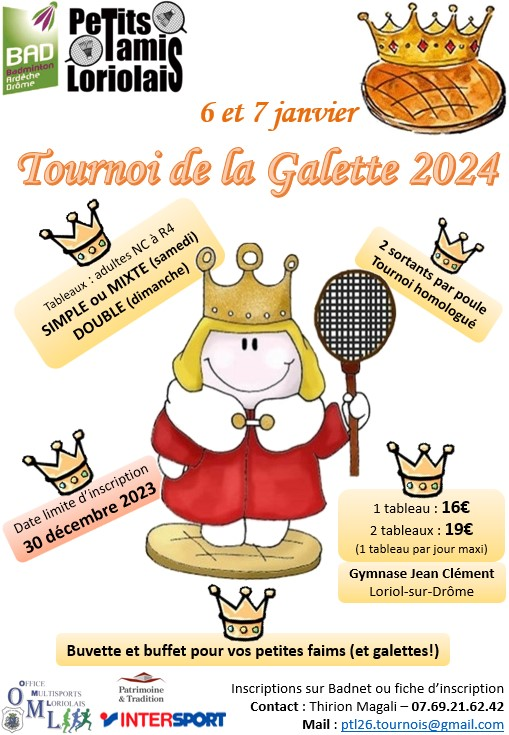 BAD
Badminton
Ardèche
Drôme
PeTits
Tamis
LoriolaiS
6 et 7 janvier
Tournoi de la Galette 2024
Tableaux : adultes NC à R4
SIMPLE ou MIXTE (samedi)
DOUBLE (dimanche)
2 sortants par poule
Tournoi homologué
Date limite d'inscription
30 décembre 2023
1 tableau : 16€
2 tableaux : 19€
(1 tableau par jour maxi)
Gymnase Jean Clément
Loriol-sur-Drôme
Buvette et buffet pour vos petites faims (et galettes!)
OFFICE
MULTISPORTS
LORIOLAIS
OML
Patrimoine
& Tradition
INTERSPORT
Inscriptions sur Badnet ou fiche d'inscription
Contact : Thirion Magali – 07.69.21.62.42
Mail : ptl26.tournois@gmail.com